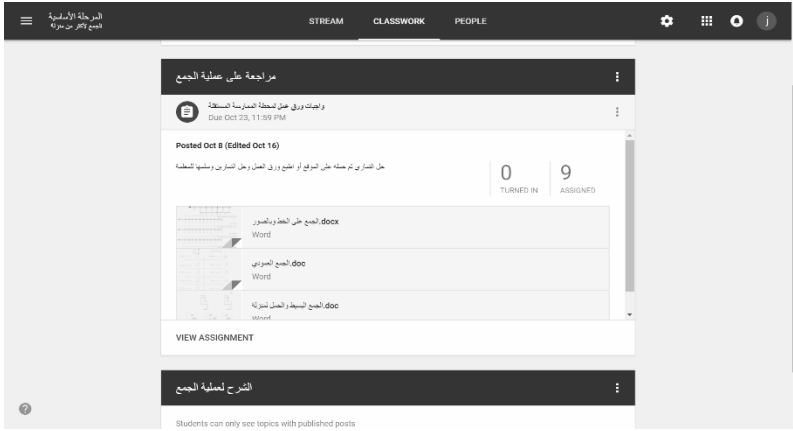 المرحلة الأساسية
الجمع لأكثر من منزلة
STREAM
CLASSWORK
PEOPLE
j
مراجعة على عملية الجمع
واجبات ورق عمل لمحطة الممارسة المستقلة
Due Oct 23, 11:59 PM
Posted Oct 8 (Edited Oct 16)
حل التماري تم حمله على الموقع أو اطبع ورق العمل وحل التمارين وسلمها للمعلمة
0
TURNED IN
9
ASSIGNED
الجمع على الخط وبالصور.docx
Word
الجمع العمودي.doc
Word
الجمع البسيط والحمل لمنزلة.doc
Word
VIEW ASSIGNMENT
الشرح لعملية الجمع
Students can only see topics with published posts